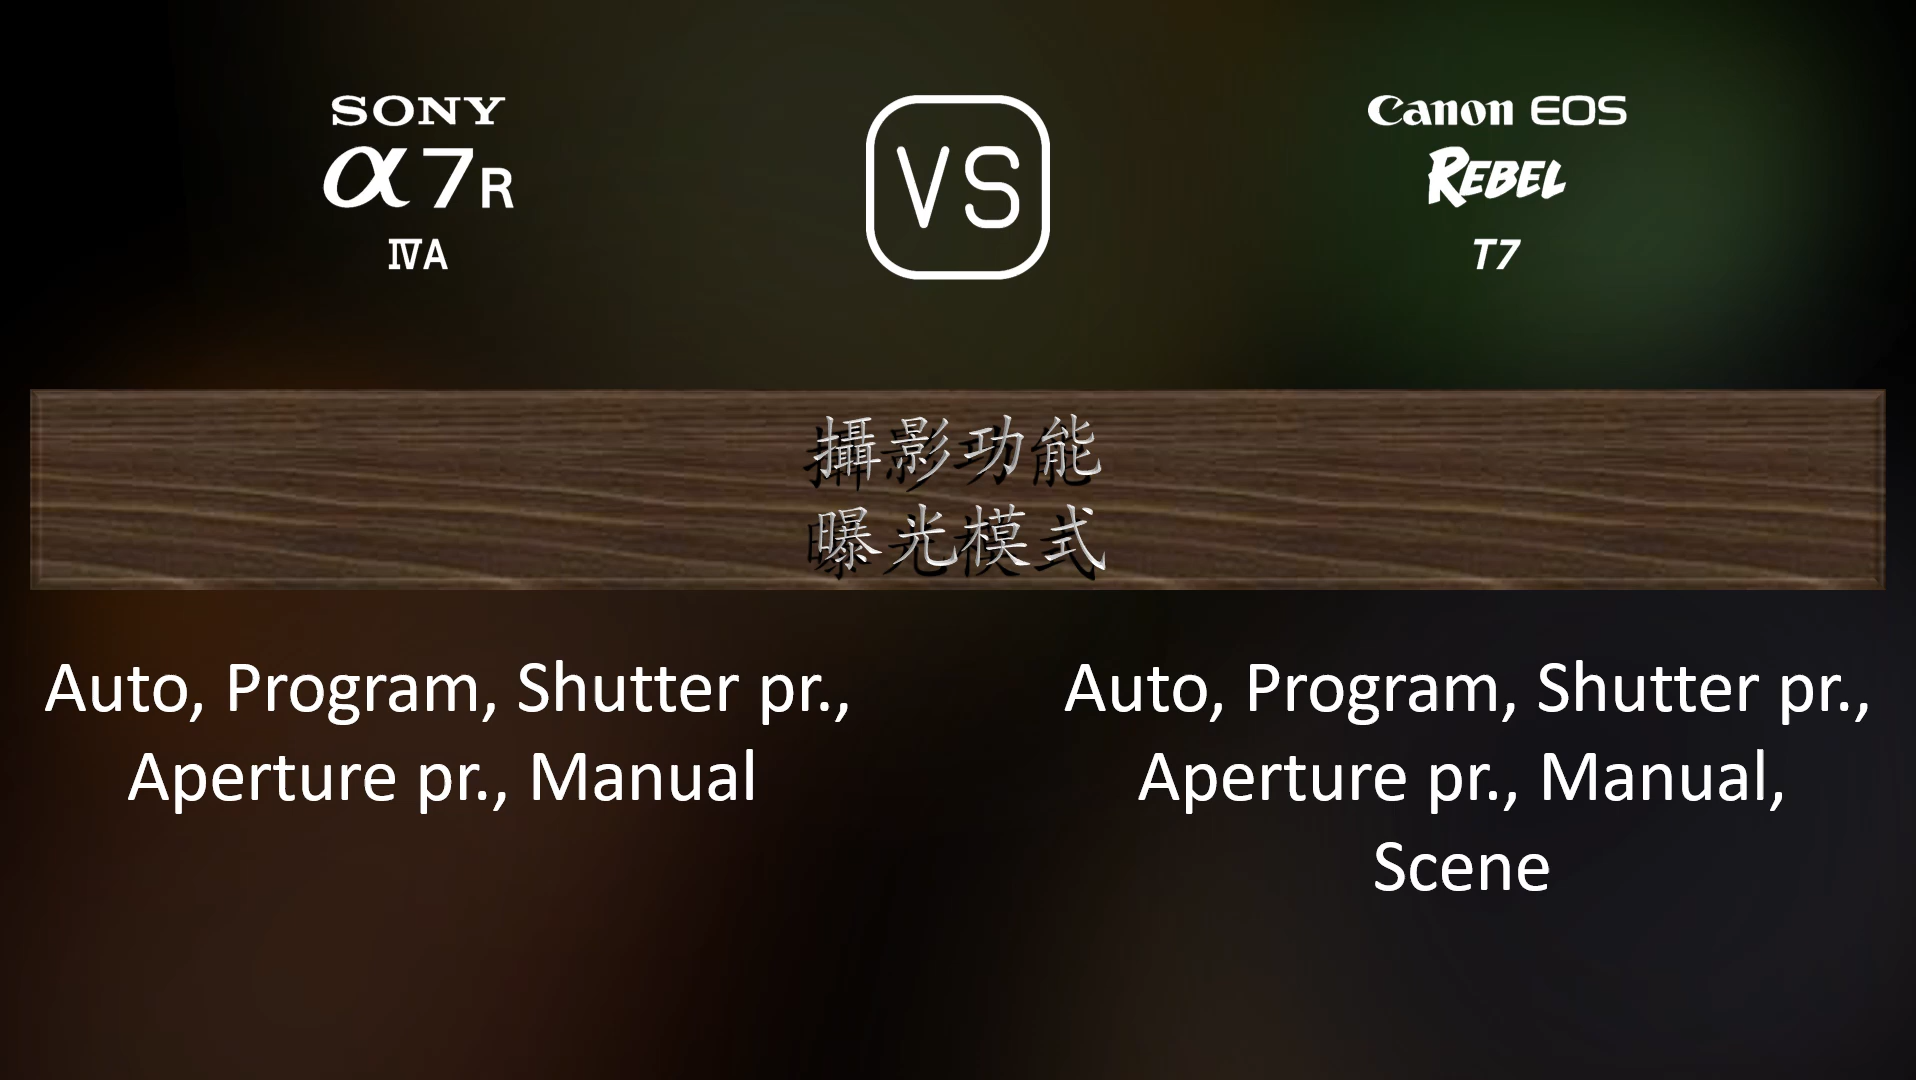 SONY
α7R
IVA
VS
Canon EOS
REBEL
T7
攝影功能
曝光模式
Auto, Program, Shutter pr.,
Aperture pr., Manual
Auto, Program, Shutter pr.,
Aperture pr., Manual,
Scene